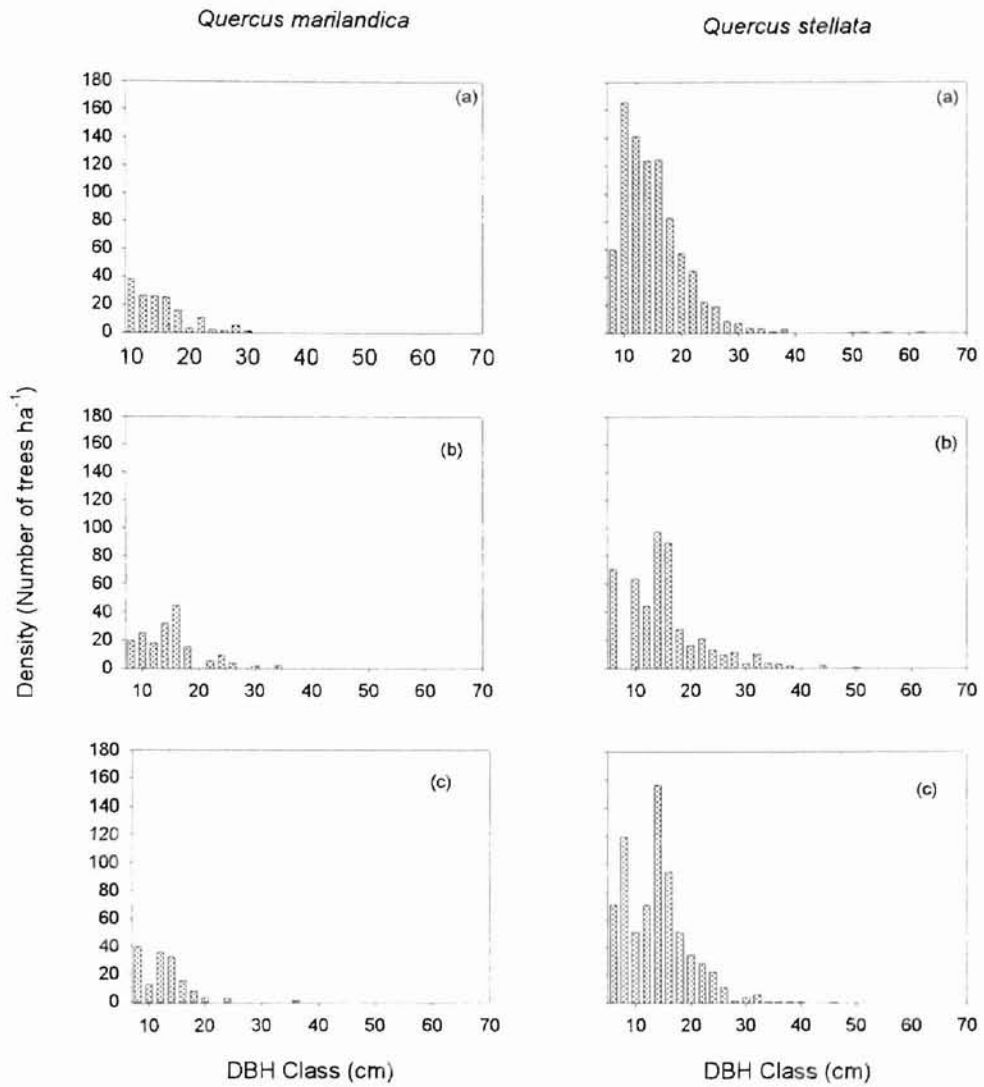 Quercus marilandica
Quercus stellata
180
160
140
120
100
80
60
40
20
0
(a)
10 20 30 40 50 60 70
(a)
10 20 30 40 50 60 70
Density (Number of trees ha⁻¹)
180
160
140
120
100
80
60
40
20
0
(b)
10 20 30 40 50 60 70
(b)
10 20 30 40 50 60 70
180
160
140
120
100
80
60
40
20
0
(c)
10 20 30 40 50 60 70
(c)
10 20 30 40 50 60 70
DBH Class (cm)
DBH Class (cm)